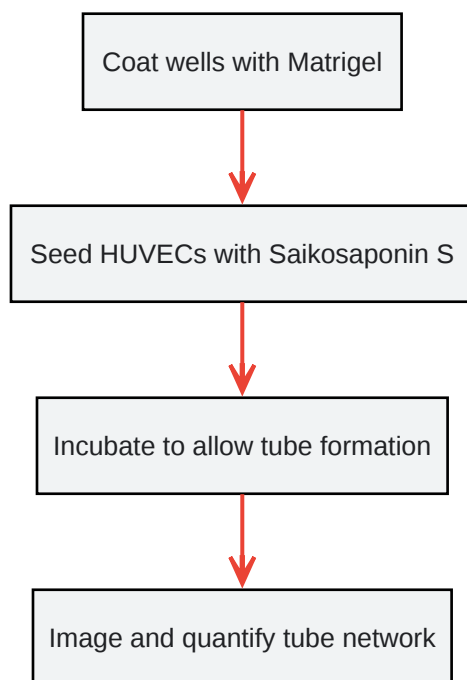 Coat wells with Matrigel
Seed HUVECs with Saikosaponin S
Incubate to allow tube formation
Image and quantify tube network